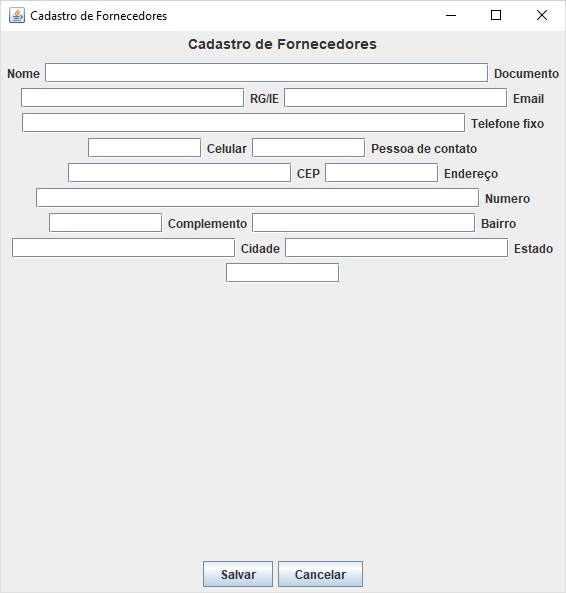 Cadastro de Fornecedores
Cadastro de Fornecedores
Nome Documento
RG/IE Email
Telefone fixo
Celular Pessoa de contato
CEP Endereço
Numero
Complemento Bairro
Cidade Estado
Salvar Cancelar